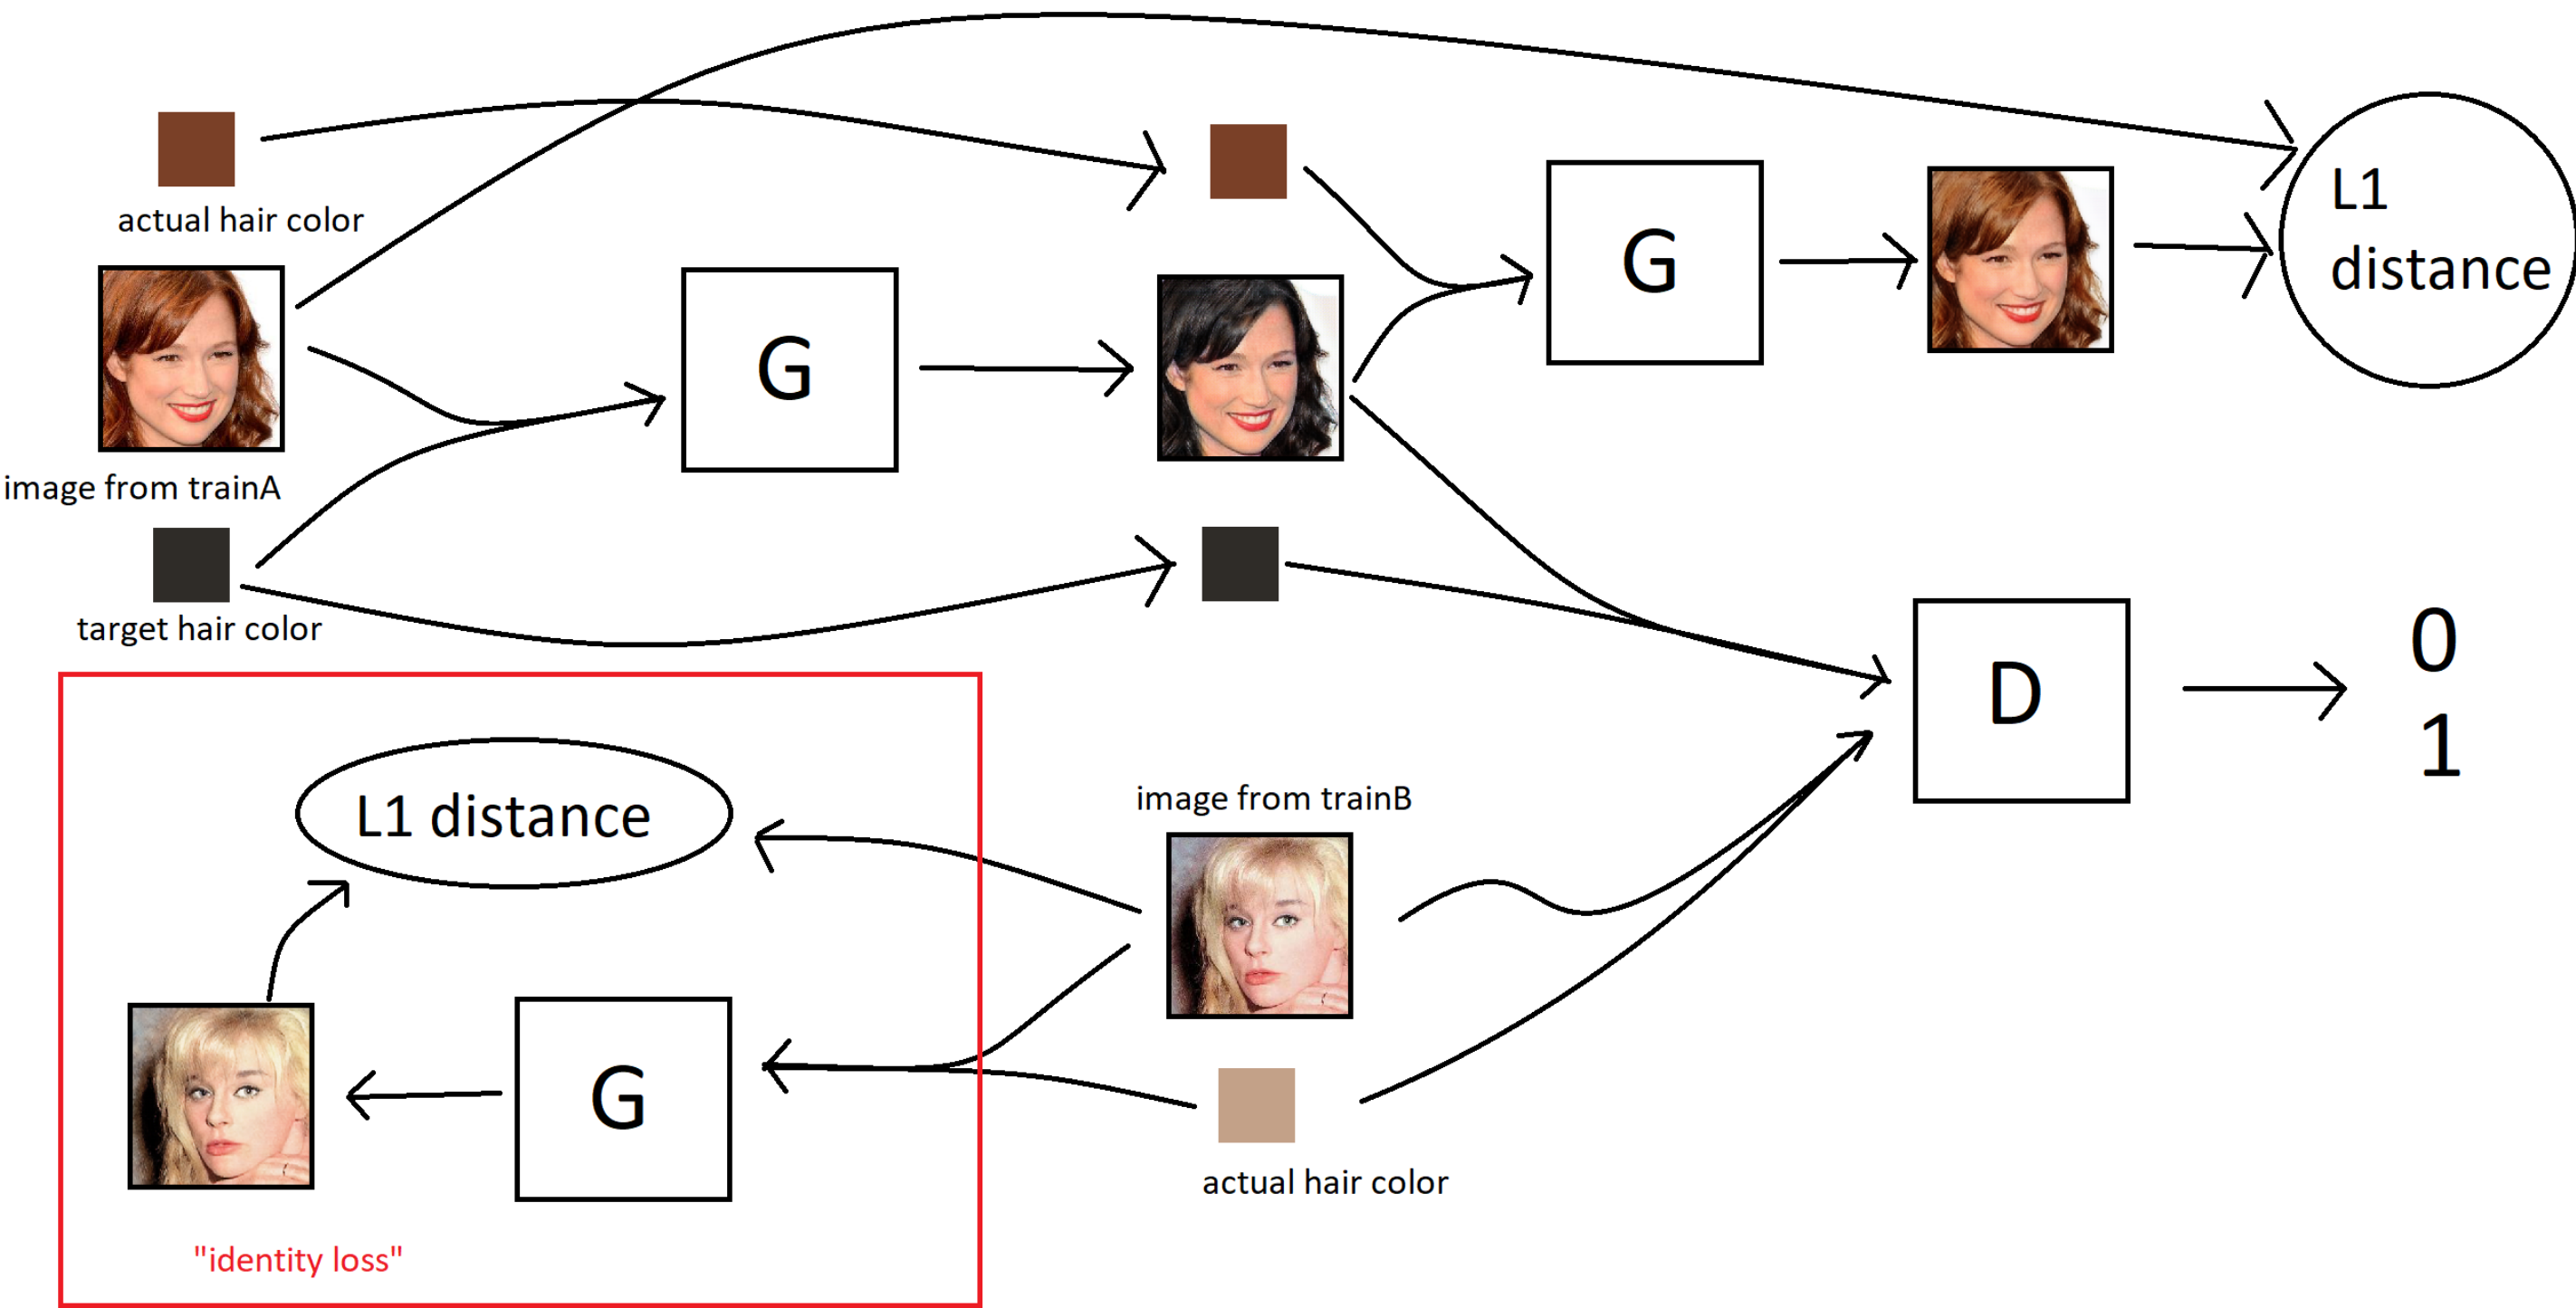 actual hair color
image from trainA
target hair color
G
G
L1
distance
D
0
1
L1 distance
G
"identity loss"
image from trainB
actual hair color